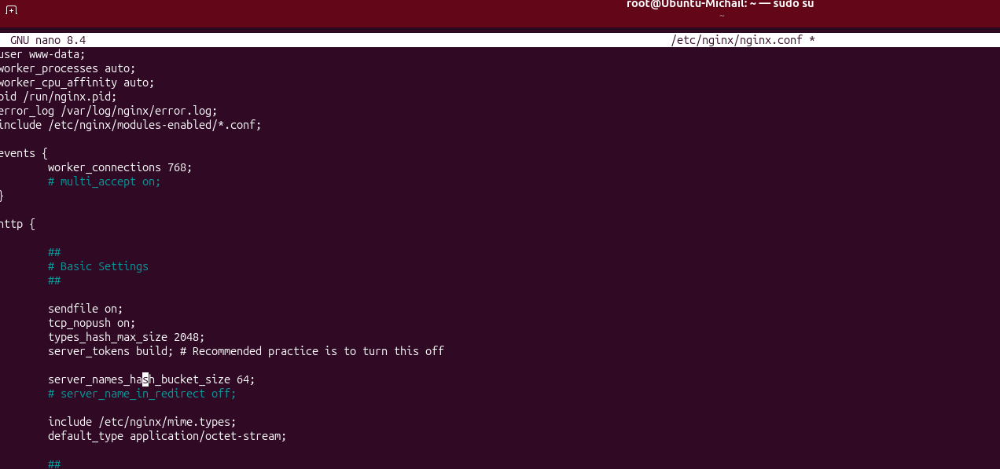 root@Ubuntu-Michail: ~ — sudo su
~
GNU nano 8.4 /etc/nginx/nginx.conf *
user www-data;
worker_processes auto;
worker_cpu_affinity auto;
pid /run/nginx.pid;
error_log /var/log/nginx/error.log;
include /etc/nginx/modules-enabled/*.conf;
events {
worker_connections 768;
# multi_accept on;
}
http {
##
# Basic Settings
##
sendfile on;
tcp_nopush on;
types_hash_max_size 2048;
server_tokens build; # Recommended practice is to turn this off
server_names_hash_bucket_size 64;
# server_name_in_redirect off;
include /etc/nginx/mime.types;
default_type application/octet-stream;
##